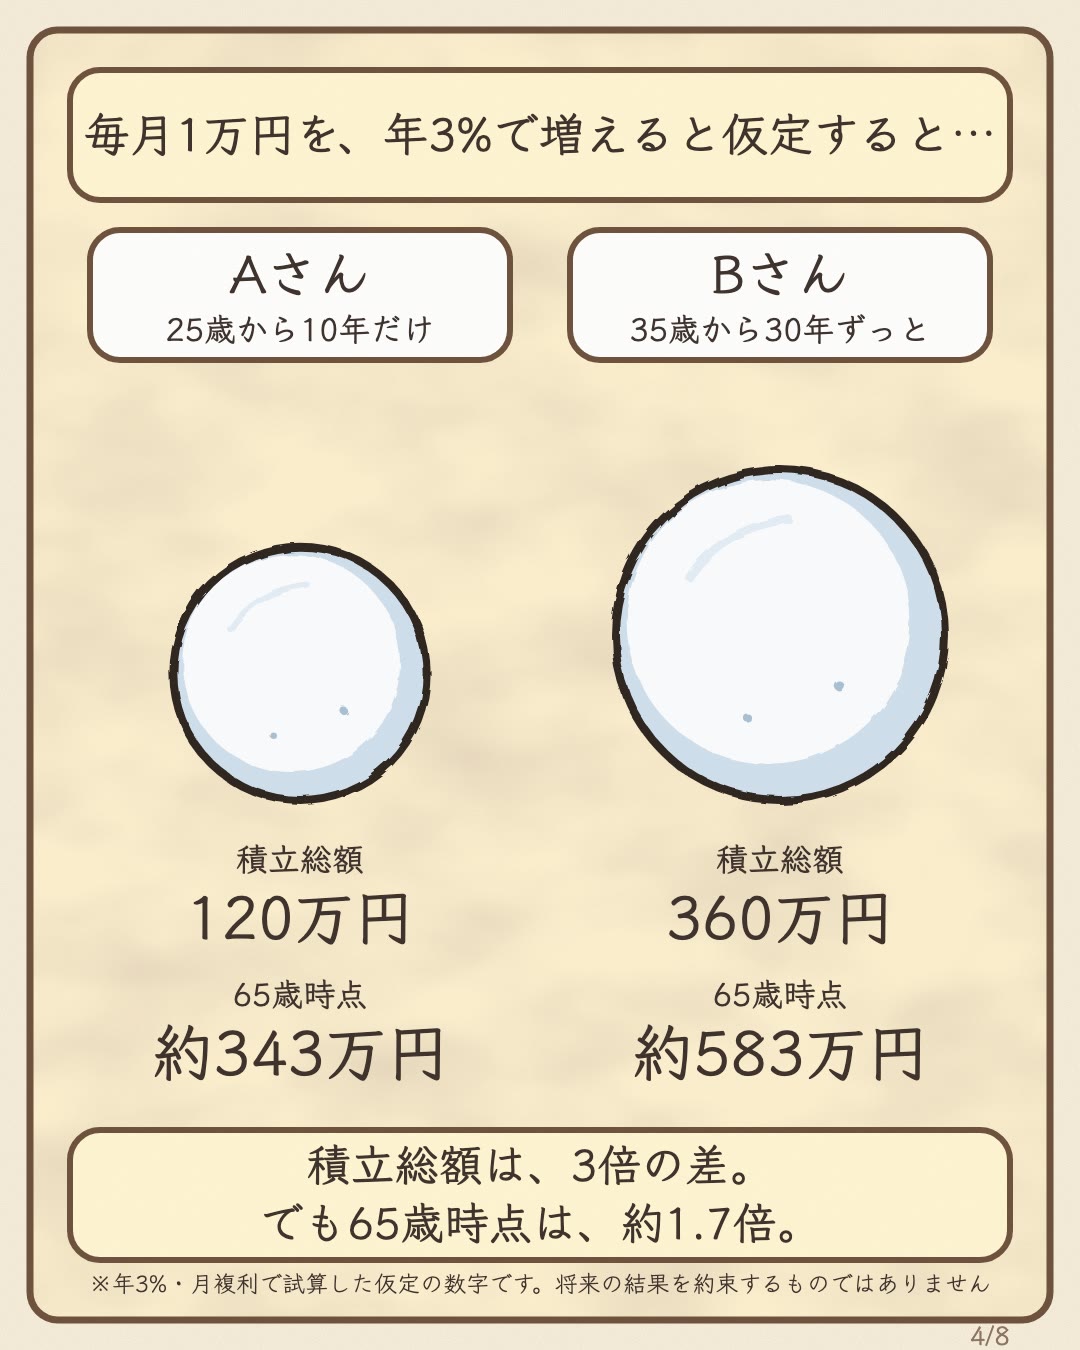 毎月1万円を、年3%で増えると仮定すると…
Aさん
25歳から10年だけ
Bさん
35歳から30年ずっと
積立総額
120万円
65歳時点
約343万円
積立総額
360万円
65歳時点
約583万円
積立総額は、3倍の差。
でも65歳時点は、約1.7倍。
※年3%・月複利で試算した仮定の数字です。将来の結果を約束するものではありません
4/8